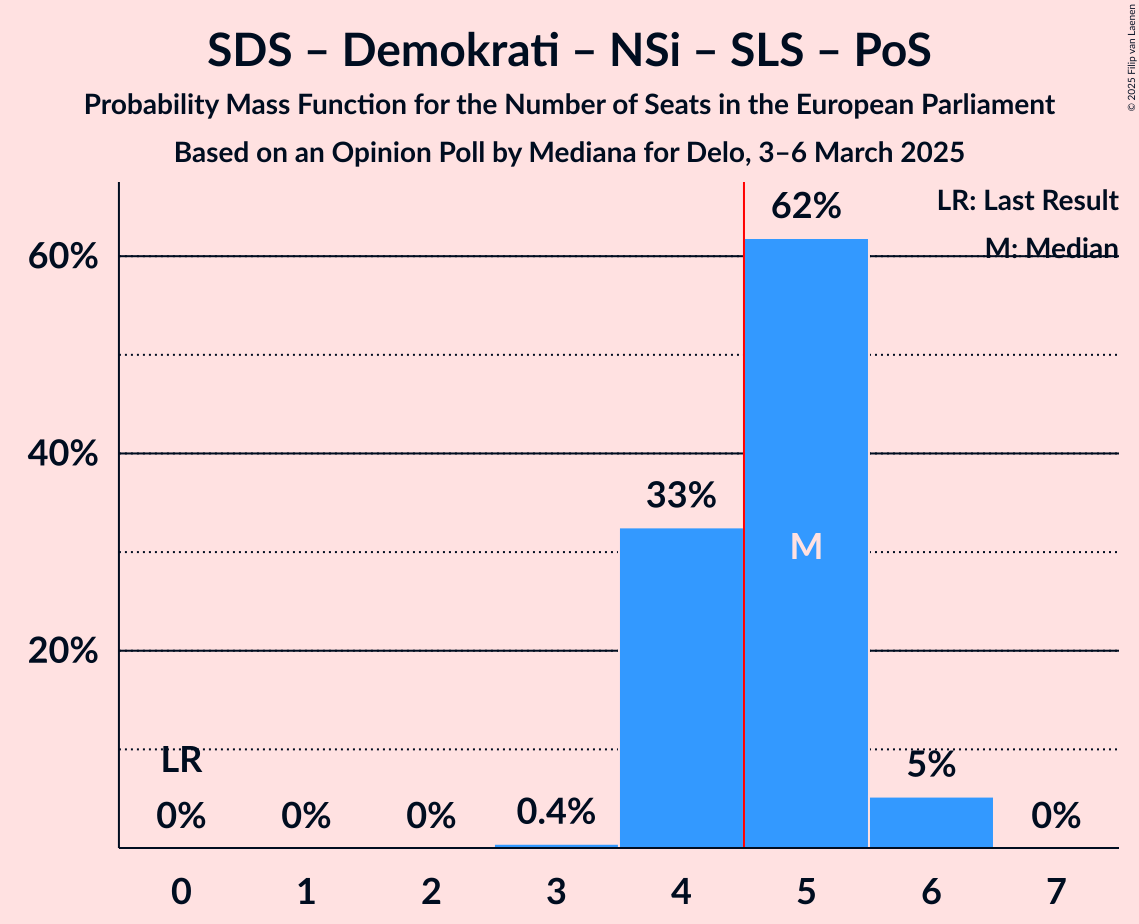 SDS – Demokrati – NSi – SLS – PoS
Probability Mass Function for the Number of Seats in the European Parliament
Based on an Opinion Poll by Mediana for Delo, 3–6 March 2025
© 2025 Filip van Laenen
LR: Last Result
M: Median
62%
60%
40%
33%
M
20%
LR
5%
0%
0%
0%
0.4%
0%
0 1 2 3 4 5 6 7